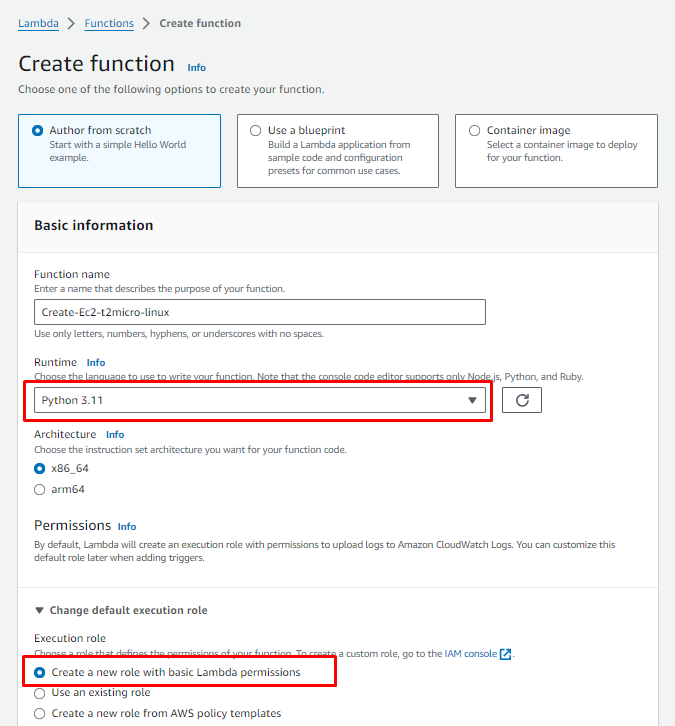 Lambda > Functions > Create function
Create function Info
Choose one of the following options to create your function.
Author from scratch
Start with a simple Hello World
example.
Use a blueprint
Build a Lambda application from
sample code and configuration
presets for common use cases.
Container image
Select a container image to deploy
for your function.
Basic information
Function name
Enter a name that describes the purpose of your function.
Create-Ec2-t2micro-linux
Use only letters, numbers, hyphens, or underscores with no spaces.
Runtime Info
Choose the language to use to write your function. Note that the console code editor supports only Node.js, Python, and Ruby.
Python 3.11
Architecture Info
Choose the instruction set architecture you want for your function code.
x86_64
arm64
Permissions Info
By default, Lambda will create an execution role with permissions to upload logs to Amazon CloudWatch Logs. You can customize this
default role later when adding triggers.
Change default execution role
Execution role
Choose a role that defines the permissions of your function. To create a custom role, go to the IAM console.
Create a new role with basic Lambda permissions
Use an existing role
Create a new role from AWS policy templates